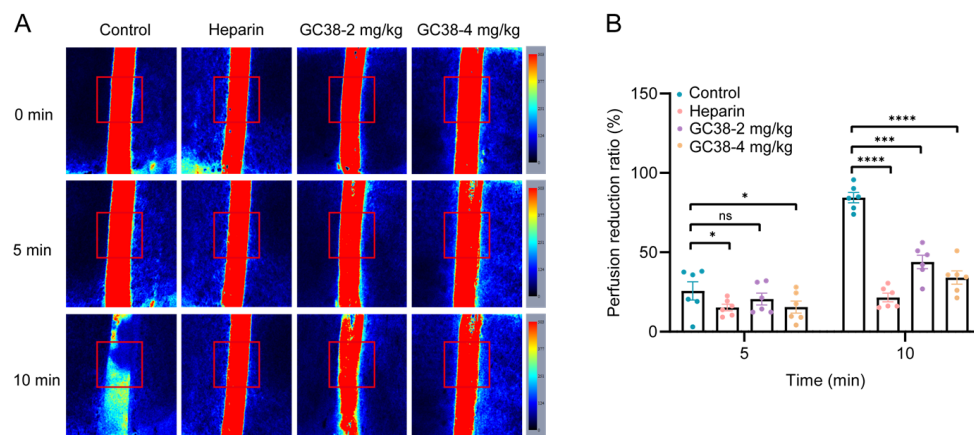 A
Control Heparin GC38-2 mg/kg GC38-4 mg/kg
0 min
5 min
10 min
B
Perfusion reduction ratio (%)
150
100
50
0
Control
Heparin
GC38-2 mg/kg
GC38-4 mg/kg
*
ns
*
****
***
****
5 10
Time (min)